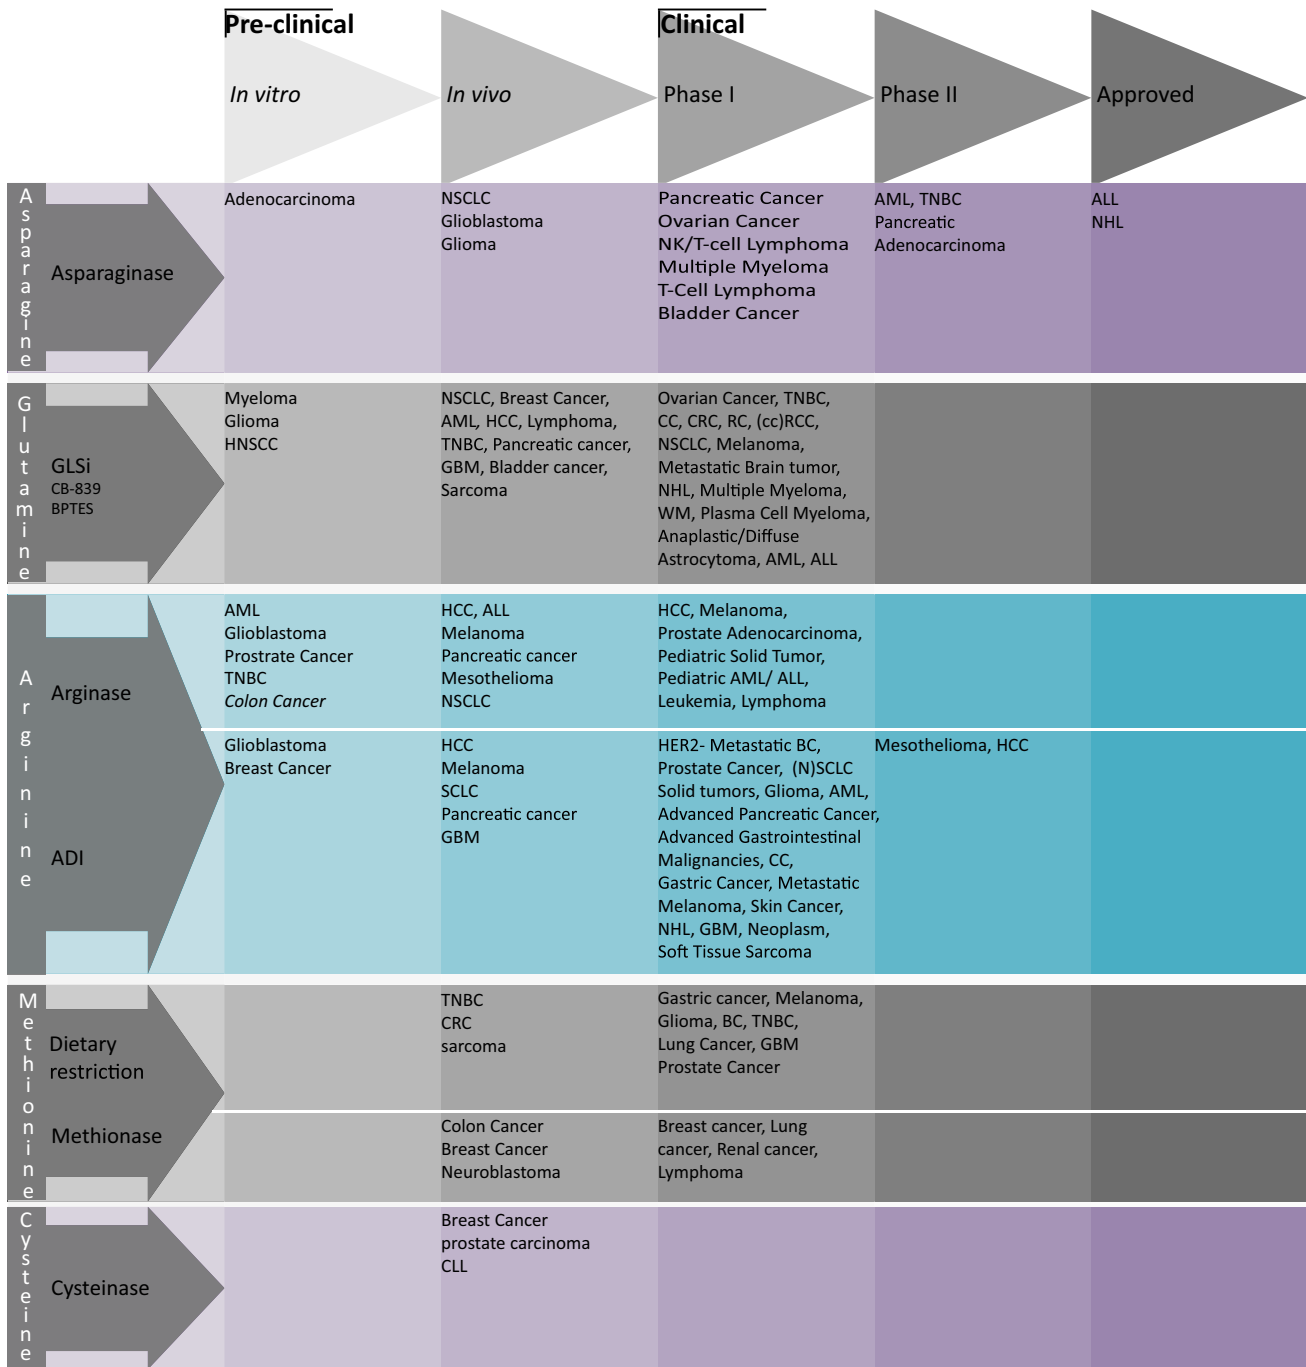 Pre-clinical
Clinical
In vitro
In vivo
Phase I
Phase II
Approved
Asparagine
Asparaginase
Adenocarcinoma
NSCLC
Glioblastoma
Glioma
Pancreatic Cancer
Ovarian Cancer
NK/T-cell Lymphoma
Multiple Myeloma
T-Cell Lymphoma
Bladder Cancer
AML, TNBC
Pancreatic
Adenocarcinoma
ALL
NHL
Glutamine
GLSi
CB-839
BPTES
Myeloma
Glioma
HNSCC
NSCLC, Breast Cancer,
AML, HCC, Lymphoma,
TNBC, Pancreatic cancer,
GBM, Bladder cancer,
Sarcoma
Ovarian Cancer, TNBC,
CC, CRC, RC, (cc)RCC,
NSCLC, Melanoma,
Metastatic Brain tumor,
NHL, Multiple Myeloma,
WM, Plasma Cell Myeloma,
Anaplastic/Diffuse
Astrocytoma, AML, ALL
Arginine
Arginase
AML
Glioblastoma
Prostrate Cancer
TNBC
Colon Cancer
HCC, ALL
Melanoma
Pancreatic cancer
Mesothelioma
NSCLC
HCC, Melanoma,
Prostate Adenocarcinoma,
Pediatric Solid Tumor,
Pediatric AML/ ALL,
Leukemia, Lymphoma
ADI
Glioblastoma
Breast Cancer
HCC
Melanoma
SCLC
Pancreatic cancer
GBM
HER2- Metastatic BC,
Prostate Cancer, (N)SCLC
Solid tumors, Glioma, AML,
Advanced Pancreatic Cancer,
Advanced Gastrointestinal
Malignancies, CC,
Gastric Cancer, Metastatic
Melanoma, Skin Cancer,
NHL, GBM, Neoplasm,
Soft Tissue Sarcoma
Mesothelioma, HCC
Methionine
Dietary
restriction
TNBC
CRC
sarcoma
Gastric cancer, Melanoma,
Glioma, BC, TNBC,
Lung Cancer, GBM
Prostate Cancer
Methionase
Colon Cancer
Breast Cancer
Neuroblastoma
Breast cancer, Lung
cancer, Renal cancer,
Lymphoma
Cysteine
Cysteinase
Breast Cancer
prostate carcinoma
CLL